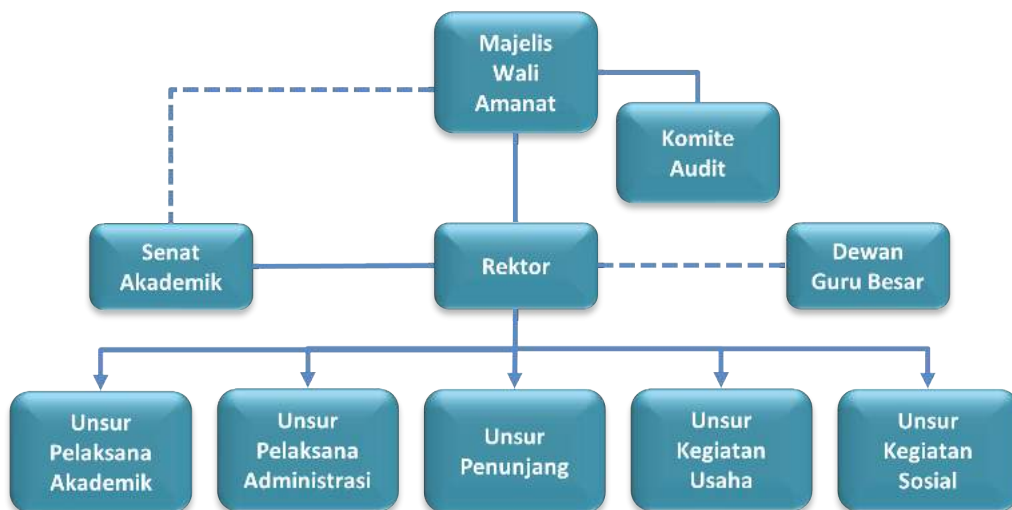 Majelis
Wali
Amanat
Komite
Audit
Senat
Akademik
Rektor
Dewan
Guru Besar
Unsur
Pelaksana
Akademik
Unsur
Pelaksana
Administrasi
Unsur
Penunjang
Unsur
Kegiatan
Usaha
Unsur
Kegiatan
Sosial